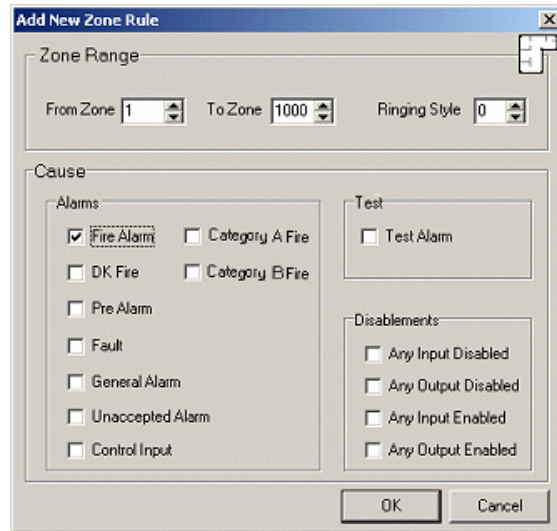 Add New Zone Rule
Zone Range
From Zone 1 To Zone 1000 Ringing Style 0
Cause
Alarms
Fire Alarm Category A Fire
DK Fire Category B Fire
Pre Alarm
Fault
General Alarm
Unaccepted Alarm
Control Input
Test
Test Alarm
Disablements
Any Input Disabled
Any Output Disabled
Any Input Enabled
Any Output Enabled
OK Cancel